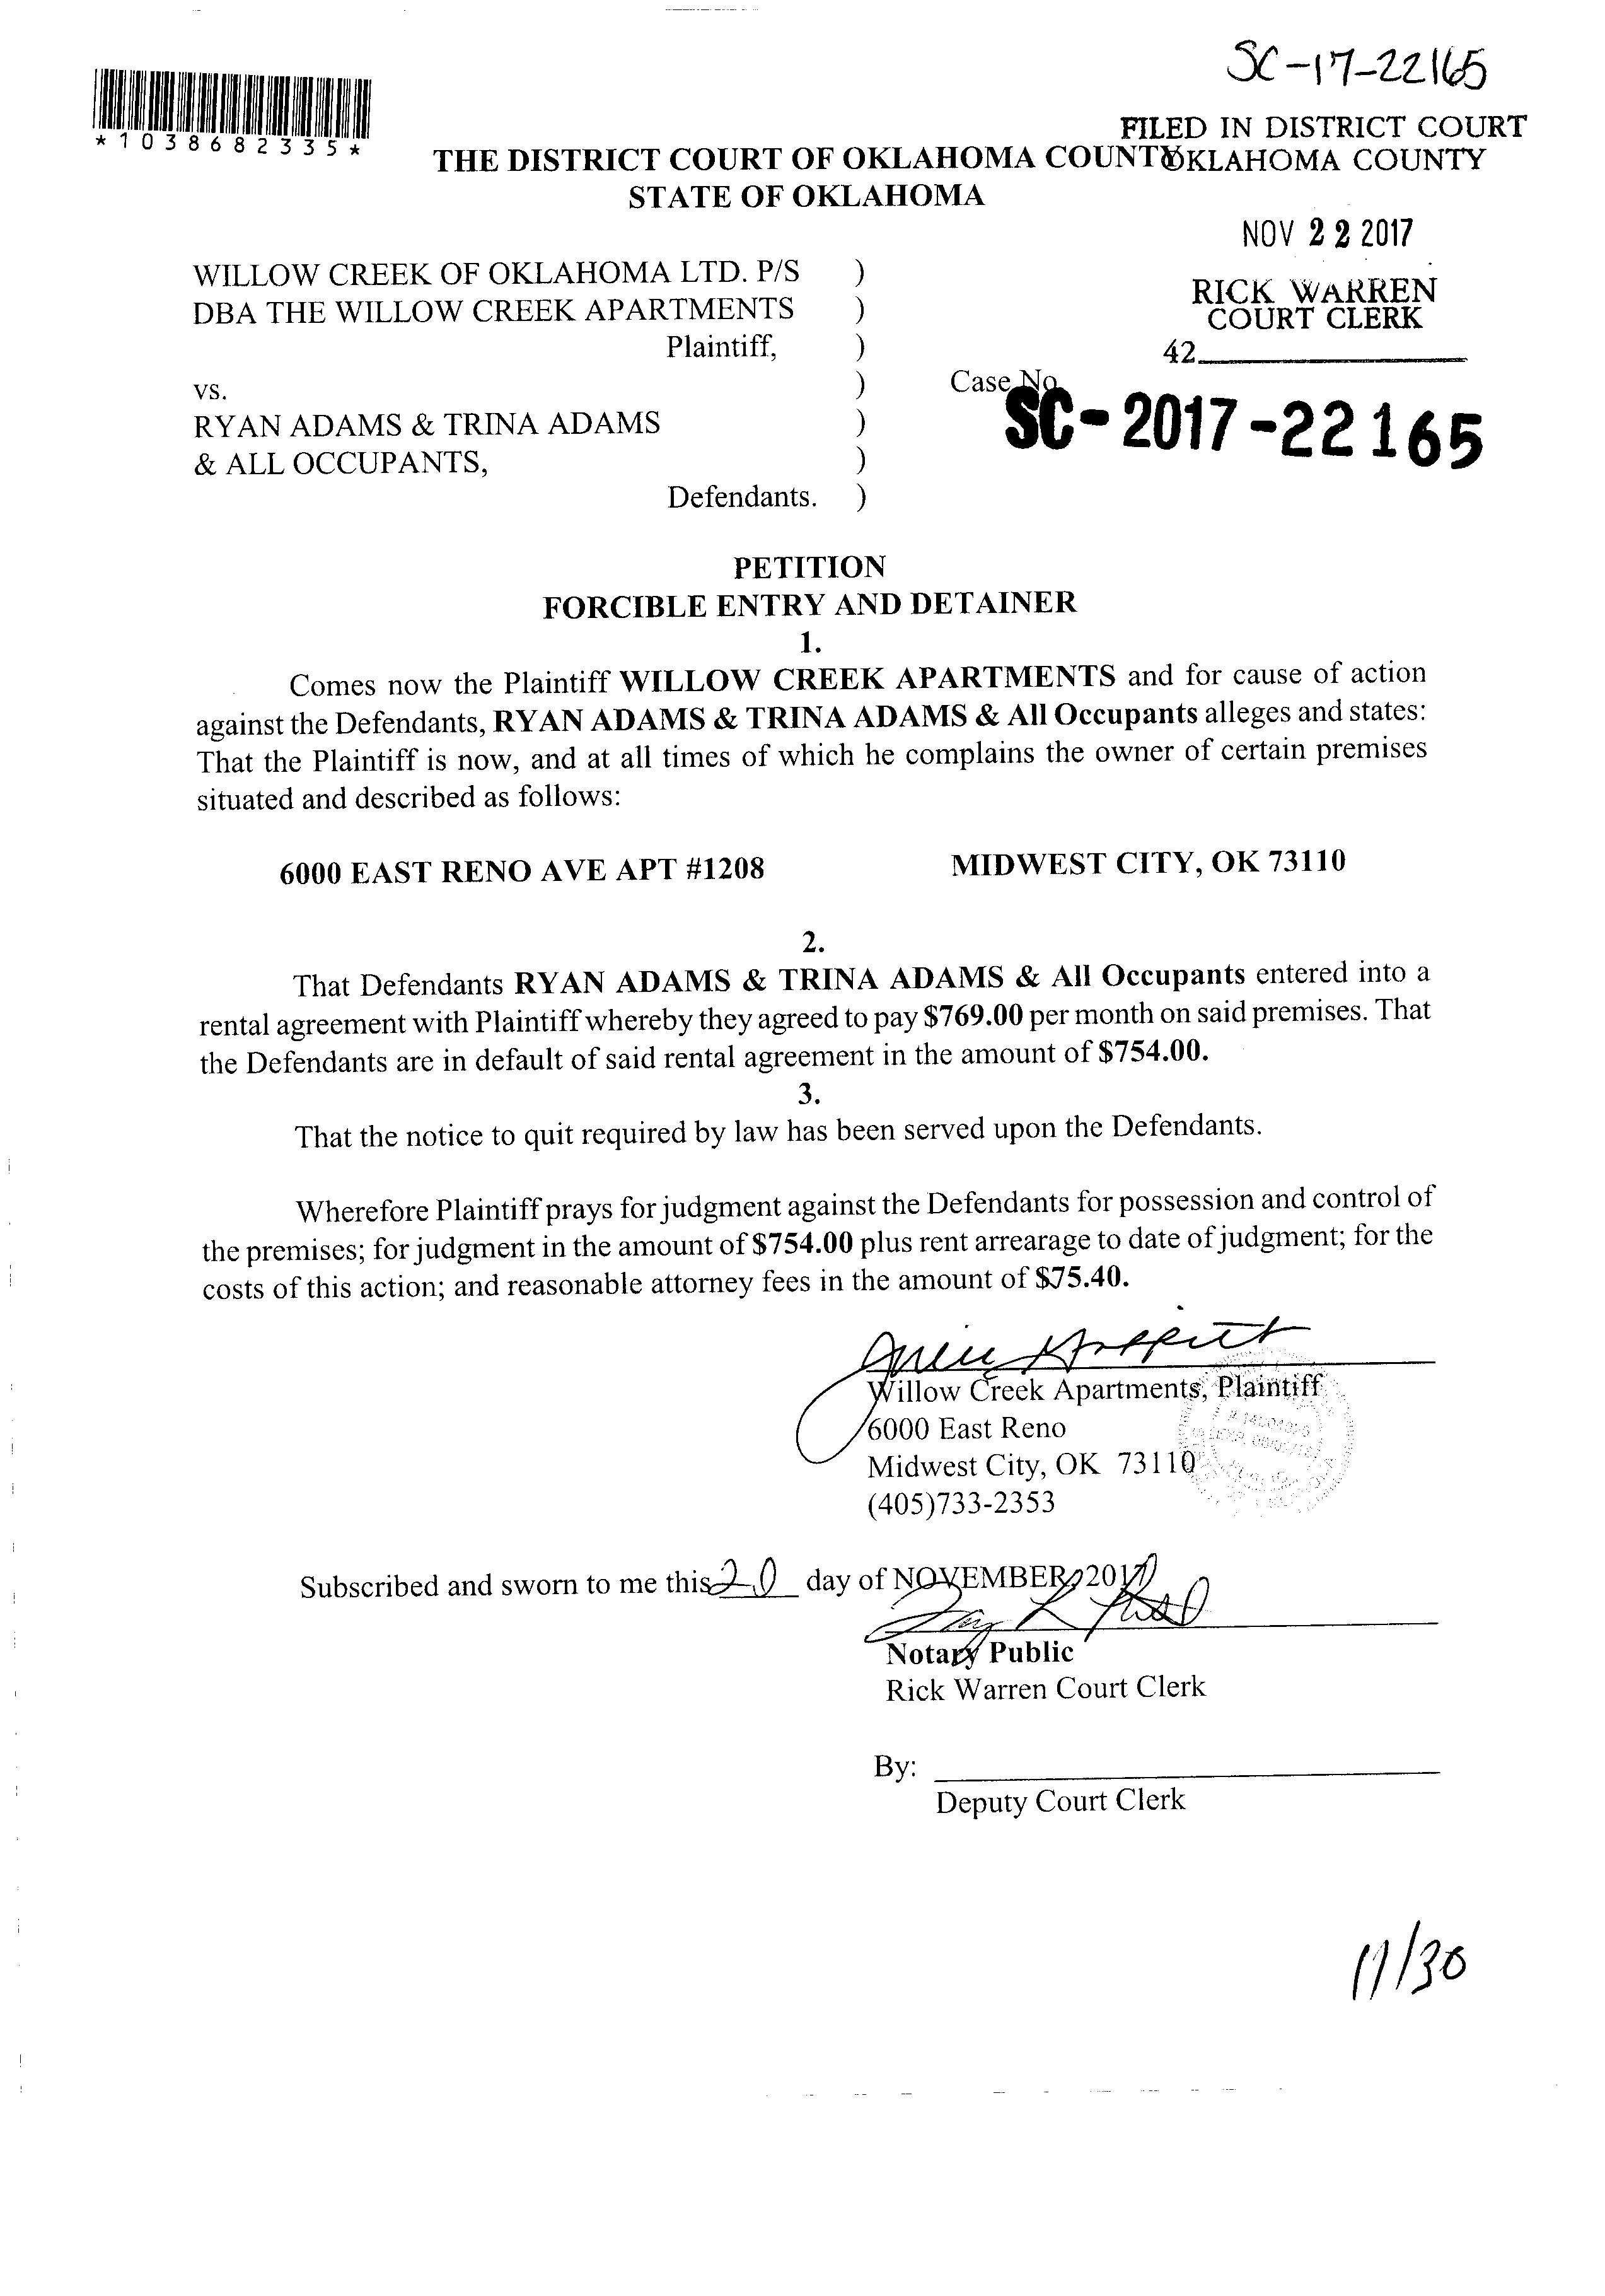 SC-17-22165
*1038682335*
FILED IN DISTRICT COURT
THE DISTRICT COURT OF OKLAHOMA COUNTY
OKLAHOMA COUNTY
STATE OF OKLAHOMA
NOV 22 2017
WILLOW CREEK OF OKLAHOMA LTD. P/S )
DBA THE WILLOW CREEK APARTMENTS )
RICK WARREN
COURT CLERK
Plaintiff, )
42
vs. )
Case No.
SC-2017-22165
RYAN ADAMS & TRINA ADAMS )
& ALL OCCUPANTS, )
Defendants. )
PETITION
FORCIBLE ENTRY AND DETAINER
1.
Comes now the Plaintiff WILLOW CREEK APARTMENTS and for cause of action
against the Defendants, RYAN ADAMS & TRINA ADAMS & All Occupants alleges and states:
That the Plaintiff is now, and at all times of which he complains the owner of certain premises
situated and described as follows:
6000 EAST RENO AVE APT #1208 MIDWEST CITY, OK 73110
2.
That Defendants RYAN ADAMS & TRINA ADAMS & All Occupants entered into a
rental agreement with Plaintiff whereby they agreed to pay $769.00 per month on said premises. That
the Defendants are in default of said rental agreement in the amount of $754.00.
3.
That the notice to quit required by law has been served upon the Defendants.
Wherefore Plaintiff prays for judgment against the Defendants for possession and control of
the premises; for judgment in the amount of $754.00 plus rent arrearage to date of judgment; for the
costs of this action; and reasonable attorney fees in the amount of $75.40.
Willow Creek Apartments, Plaintiff
6000 East Reno
Midwest City, OK 73110
(405)733-2353
Subscribed and sworn to me this 20 day of NOVEMBER, 2017
Notary Public
Rick Warren Court Clerk
By:
Deputy Court Clerk
11/30